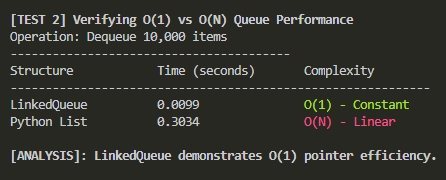 [TEST 2] Verifying O(1) vs O(N) Queue Performance
Operation: Dequeue 10,000 items
----------------------------------------
Structure Time (seconds) Complexity
------------------------------------------------------------
LinkedQueue 0.0099 O(1) - Constant
Python List 0.3034 O(N) - Linear
[ANALYSIS]: LinkedQueue demonstrates O(1) pointer efficiency.